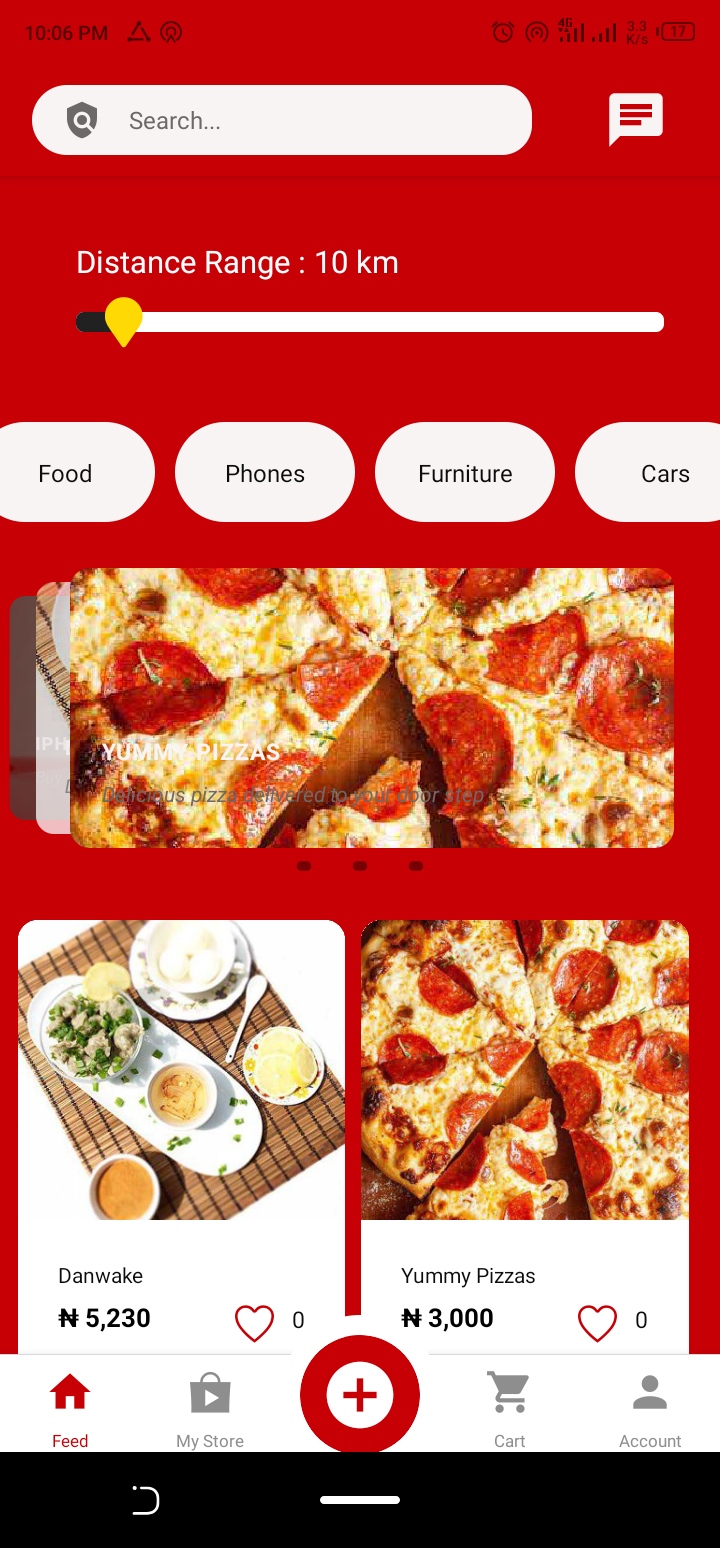 10:06 PM
4G
3.3
K/s
17
Search...
Distance Range : 10 km
Food Phones Furniture Cars
IPH
YUMMY PIZZAS
Delicious pizza delivered to your door step
Danwake Yummy Pizzas
₦ 5,230 0 ₦ 3,000 0
Feed My Store Cart Account